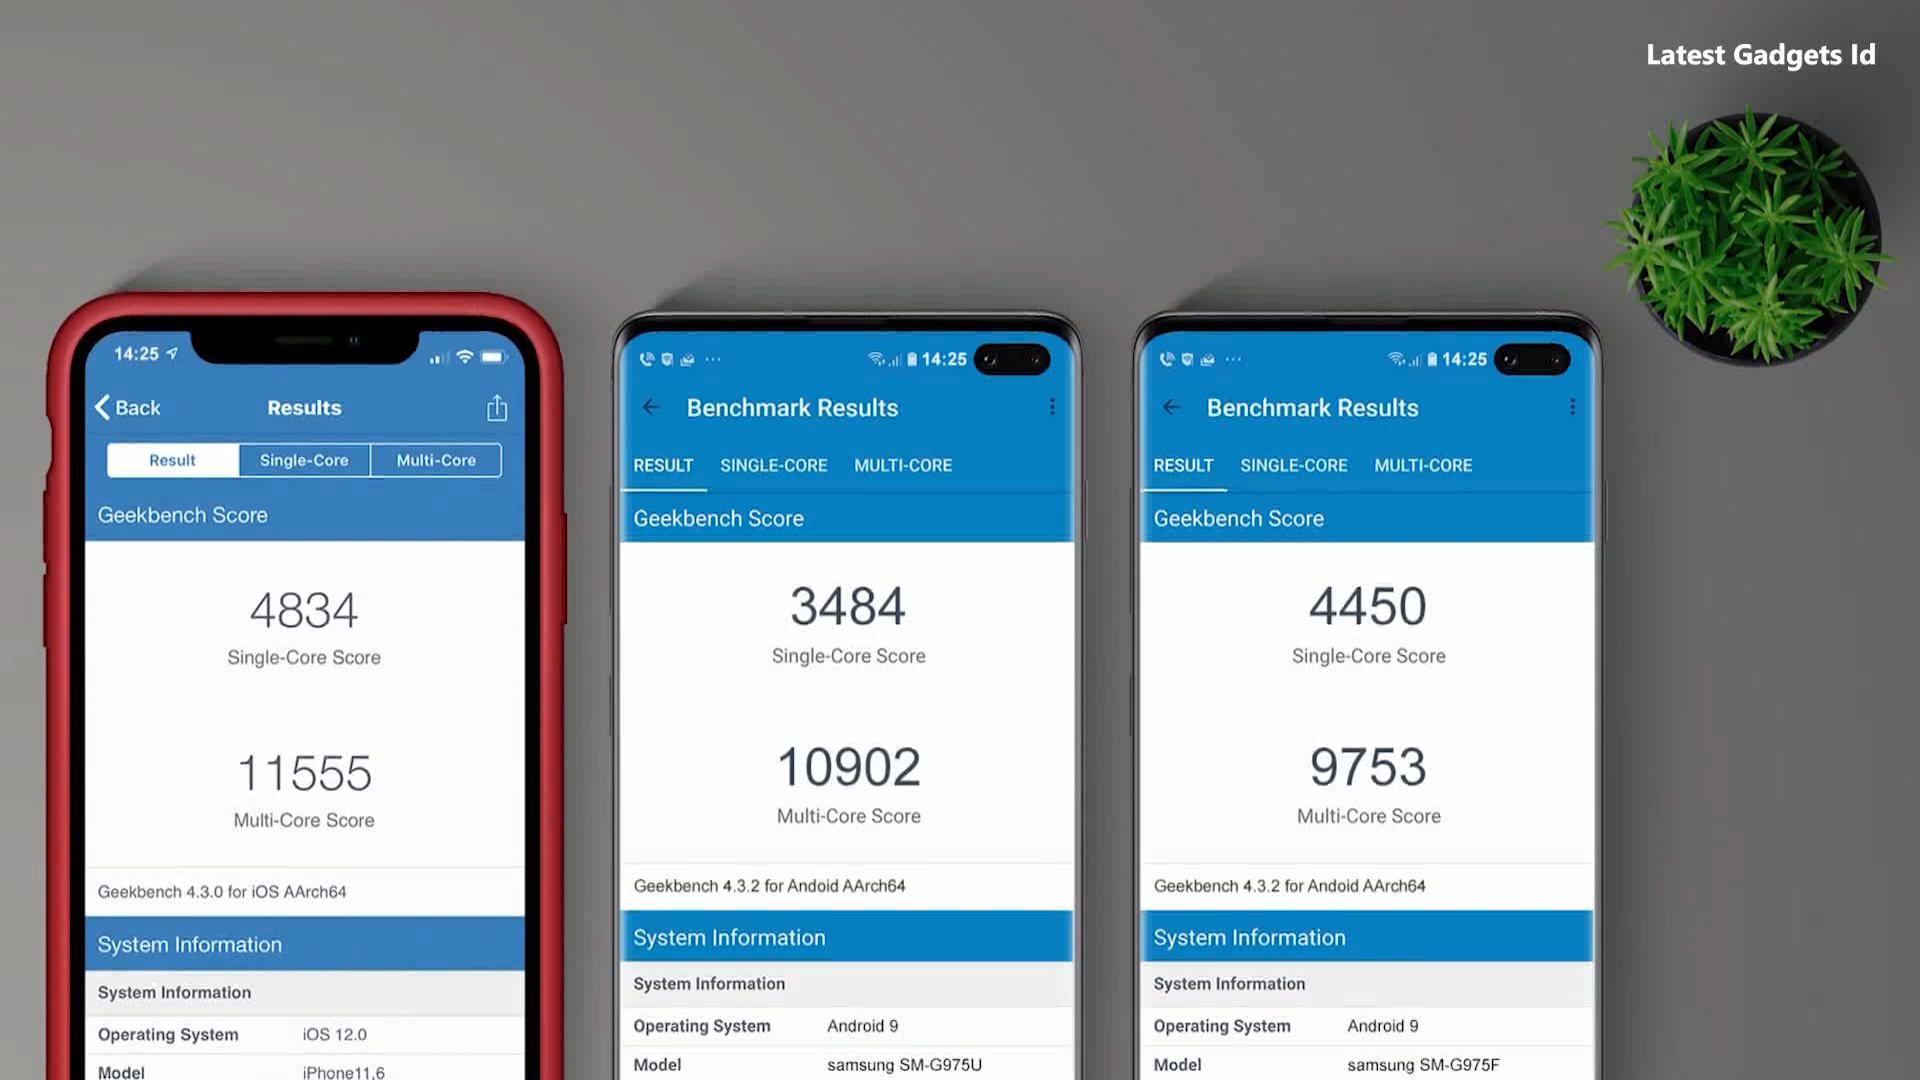 Latest Gadgets Id
14:25
Back
Results
Result
Single-Core
Multi-Core
Geekbench Score
4834
Single-Core Score
11555
Multi-Core Score
Geekbench 4.3.0 for iOS AArch64
System Information
System Information
Operating System iOS 12.0
Model iPhone11,6
14:25
Benchmark Results
RESULT SINGLE-CORE MULTI-CORE
Geekbench Score
3484
Single-Core Score
10902
Multi-Core Score
Geekbench 4.3.2 for Andoid AArch64
System Information
System Information
Operating System Android 9
Model samsung SM-G975U
14:25
Benchmark Results
RESULT SINGLE-CORE MULTI-CORE
Geekbench Score
4450
Single-Core Score
9753
Multi-Core Score
Geekbench 4.3.2 for Andoid AArch64
System Information
System Information
Operating System Android 9
Model samsung SM-G975F